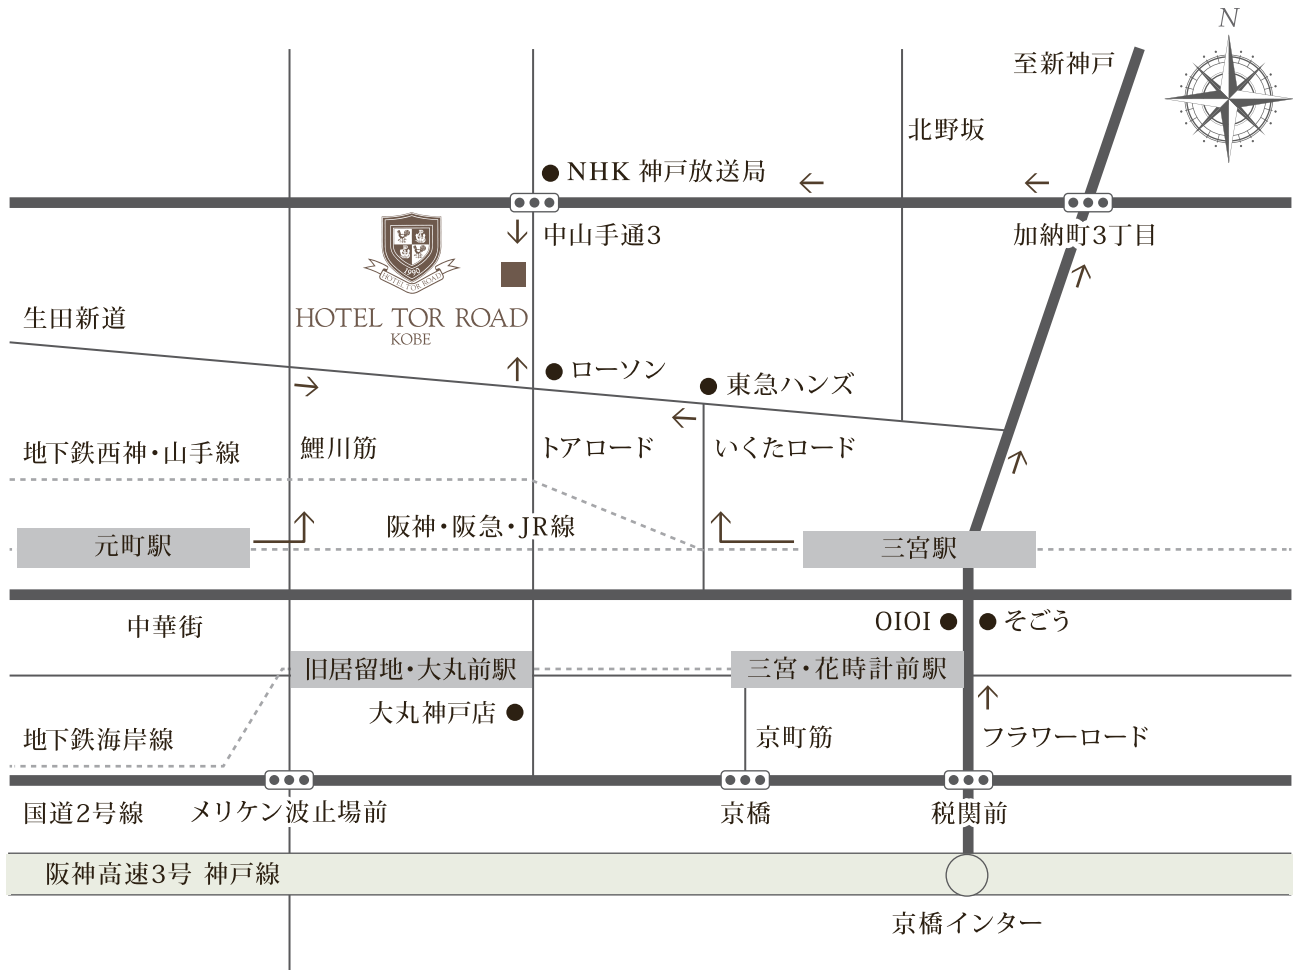 N
至新神戸
北野坂
NHK 神戸放送局
中山手通3
加納町3丁目
1990
HOTEL TOR ROAD
HOTEL TOR ROAD
KOBE
生田新道
ローソン
東急ハンズ
地下鉄西神・山手線
鯉川筋
トアロード
いくたロード
阪神・阪急・JR線
元町駅
三宮駅
中華街
OIOI
そごう
旧居留地・大丸前駅
三宮・花時計前駅
大丸神戸店
地下鉄海岸線
京町筋
フラワーロード
国道2号線
メリケン波止場前
京橋
税関前
阪神高速3号 神戸線
京橋インター